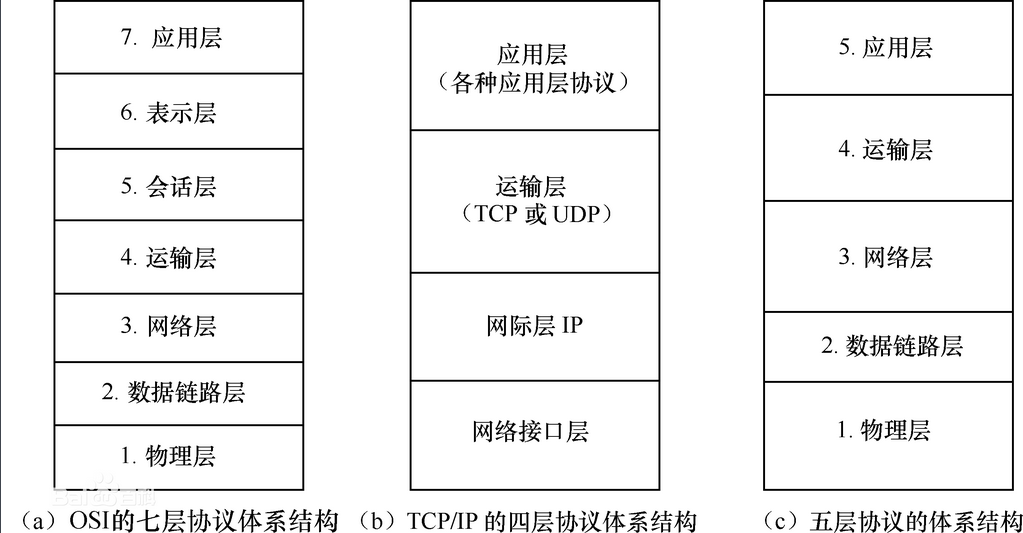 7. 应用层
6. 表示层
5. 会话层
4. 运输层
3. 网络层
2. 数据链路层
1. 物理层
Bai百科
（a）OSI的七层协议体系结构
应用层
（各种应用层协议）
运输层
（TCP 或 UDP）
网际层 IP
网络接口层
（b）TCP/IP 的四层协议体系结构
5. 应用层
4. 运输层
3. 网络层
2. 数据链路层
1. 物理层
（c）五层协议的体系结构